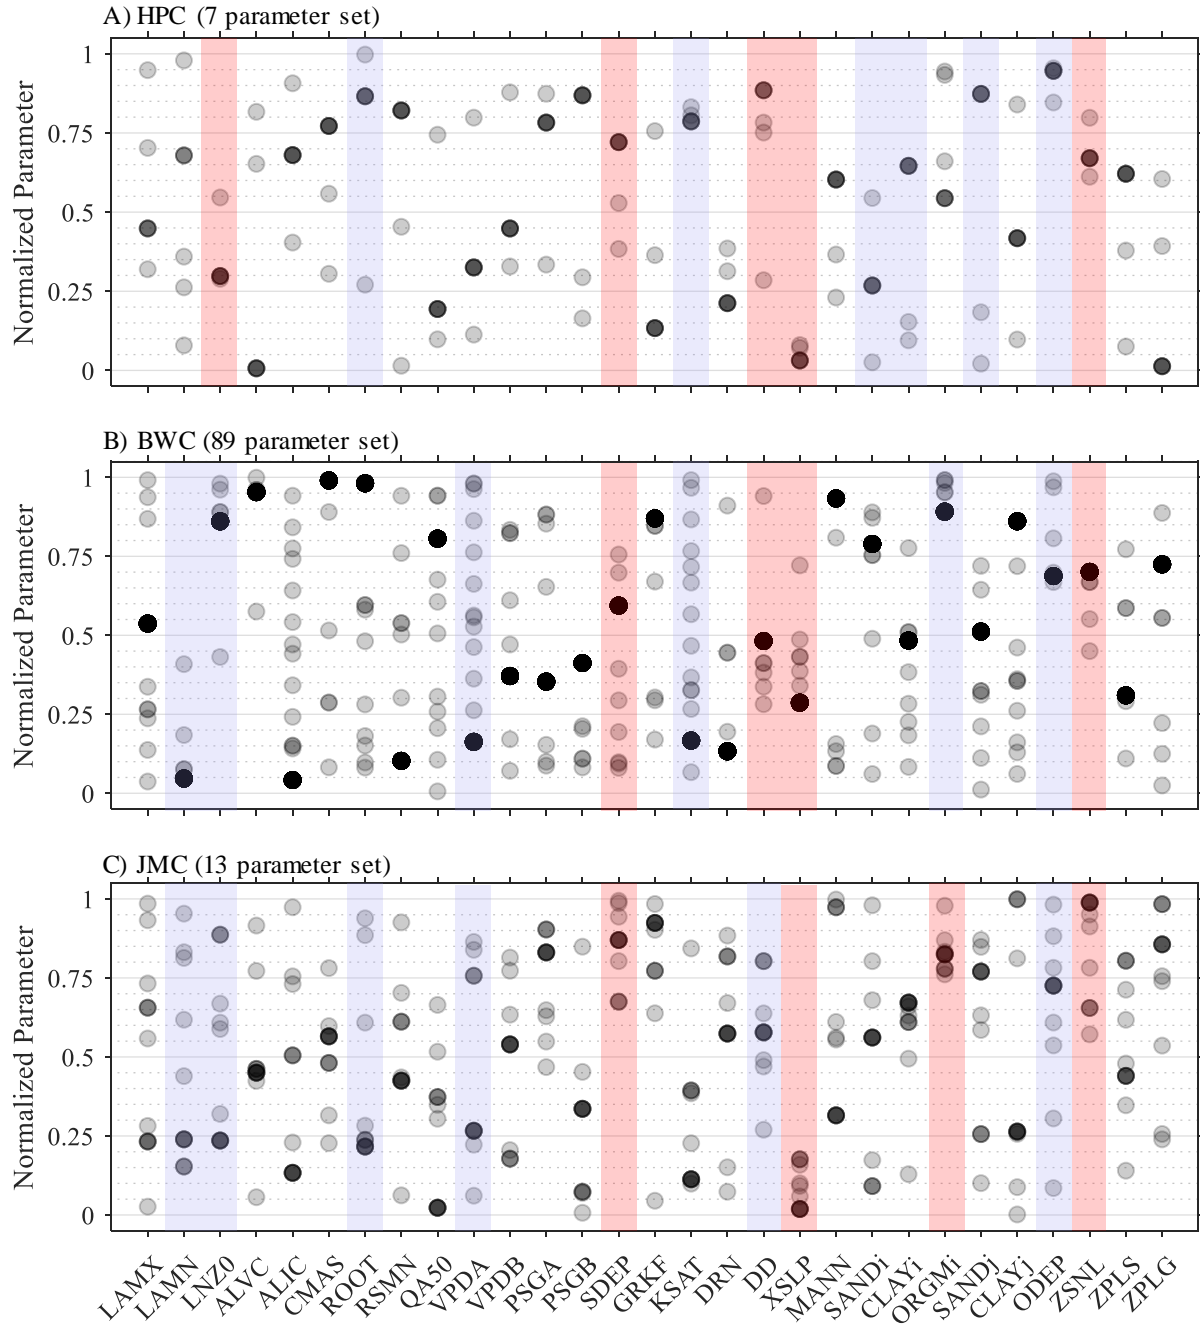 A) HPC (7 parameter set)
Normalized Parameter
1
0.75
0.5
0.25
0
B) BWC (89 parameter set)
Normalized Parameter
1
0.75
0.5
0.25
0
C) JMC (13 parameter set)
Normalized Parameter
1
0.75
0.5
0.25
0
LAMX
LAMN
LNZ0
ALVC
ALIC
CMAS
ROOT
RSMN
QA50
VPDA
VPDB
PSGA
PSGB
SDEP
GRKF
KSAT
DRN
DD
XSLP
MANN
SANDi
CLAYi
ORGMi
SANDj
CLAYj
ODEP
ZSNL
ZPLS
ZPLG